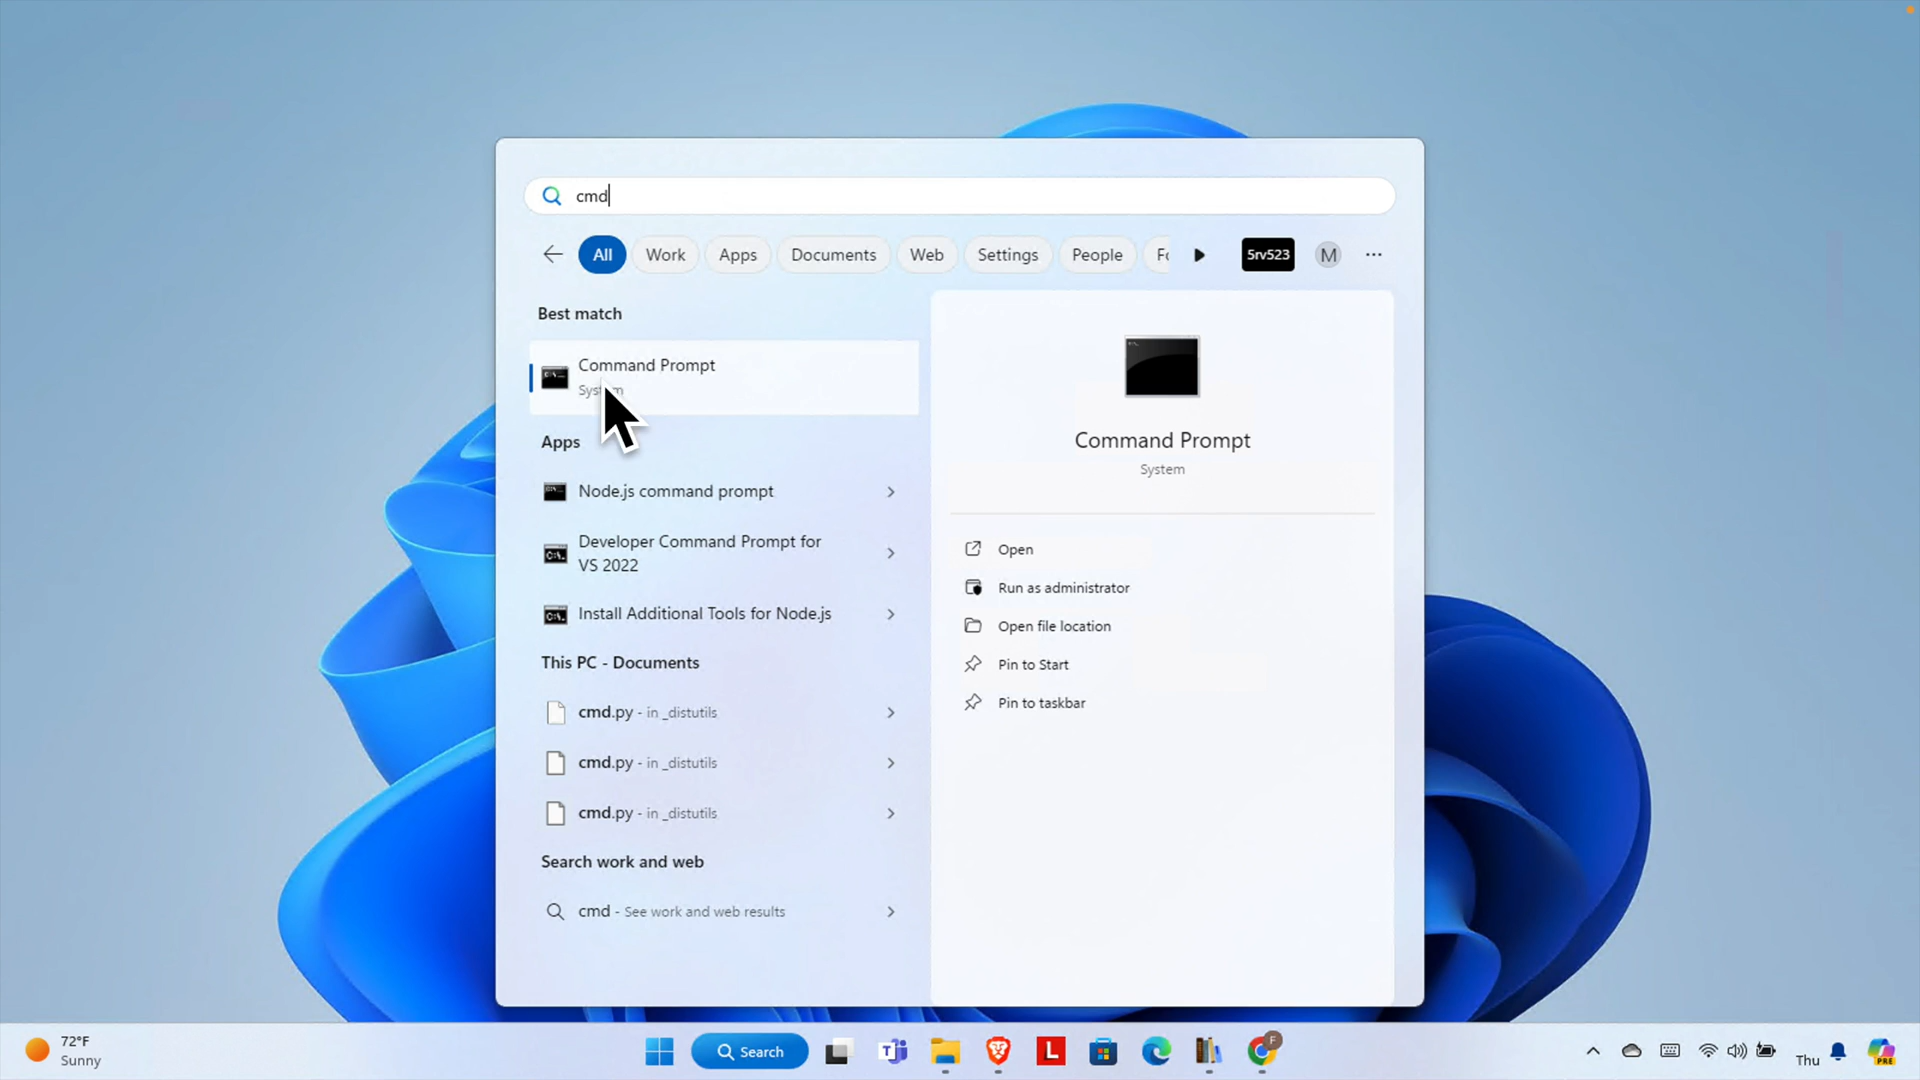 cmd
All Work Apps Documents Web Settings People Fo 5rv523 M
Best match
Command Prompt
System
Apps
Node.js command prompt
Developer Command Prompt for
VS 2022
Install Additional Tools for Node.js
This PC - Documents
cmd.py - in _distutils
cmd.py - in _distutils
cmd.py - in _distutils
Search work and web
cmd - See work and web results
Command Prompt
System
Open
Run as administrator
Open file location
Pin to Start
Pin to taskbar
72°F
Sunny
Search
L
F
Thu
PRE